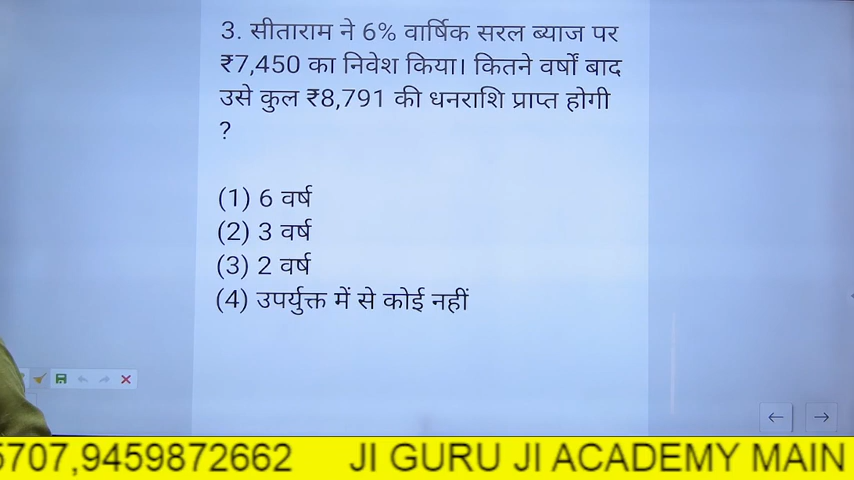 3. सीताराम ने 6% वार्षिक सरल ब्याज पर
₹7,450 का निवेश किया। कितने वर्षों बाद
उसे कुल ₹8,791 की धनराशि प्राप्त होगी
?
(1) 6 वर्ष
(2) 3 वर्ष
(3) 2 वर्ष
(4) उपर्युक्त में से कोई नहीं
5707,9459872662 JI GURU JI ACADEMY MAIN